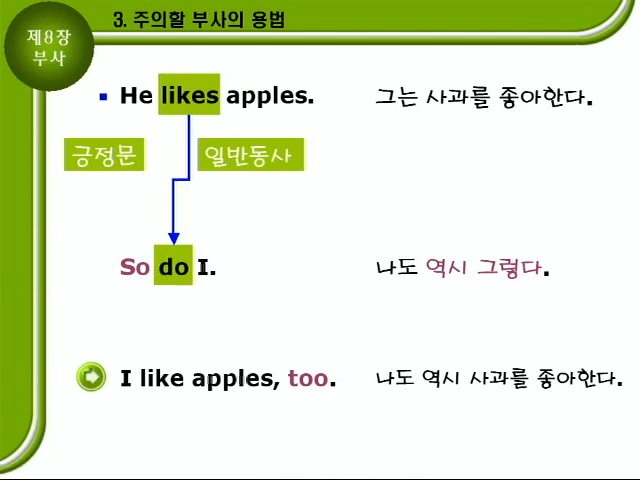 제8장
부사
3. 주의할 부사의 용법
He likes apples. 그는 사과를 좋아한다.
긍정문 일반동사
So do I. 나도 역시 그렇다.
I like apples, too. 나도 역시 사과를 좋아한다.